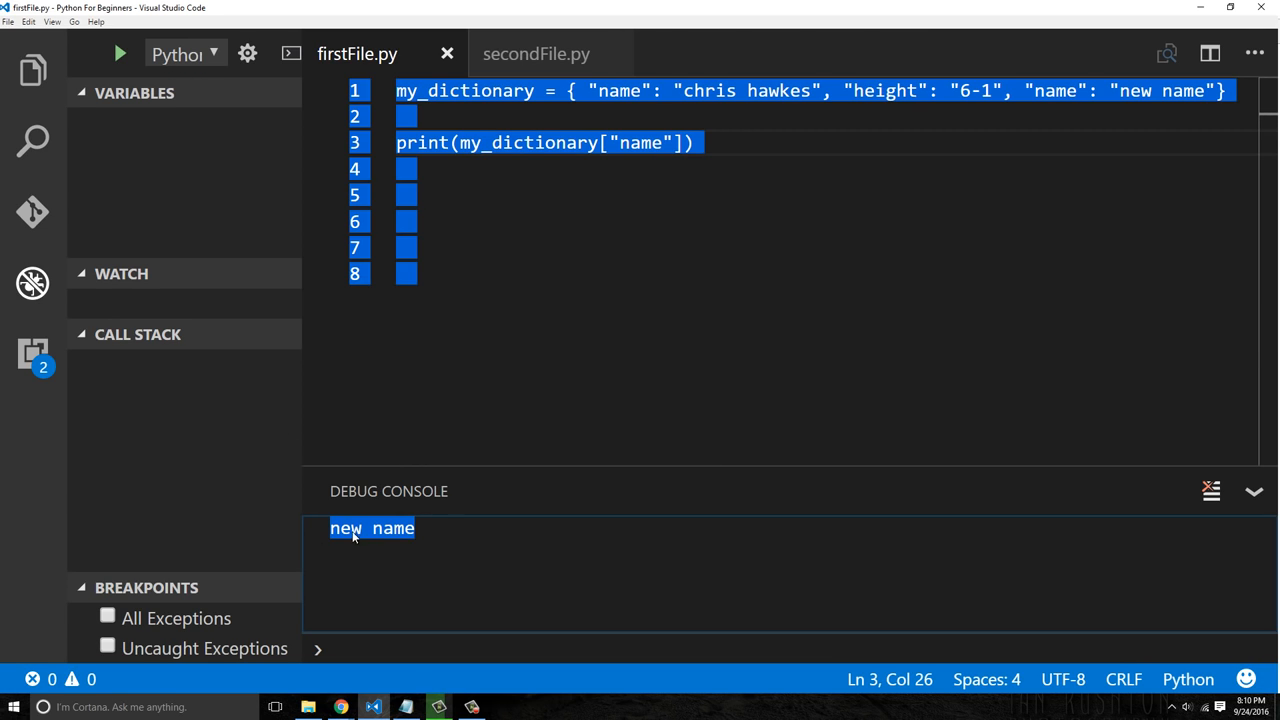 firstFile.py - Python For Beginners - Visual Studio Code
File Edit View Go Help
Python
firstFile.py
secondFile.py
VARIABLES
WATCH
CALL STACK
2
BREAKPOINTS
All Exceptions
Uncaught Exceptions
1 my_dictionary = { "name": "chris hawkes", "height": "6-1", "name": "new name"}
2
3 print(my_dictionary["name"])
4
5
6
7
8
DEBUG CONSOLE
new name
0 0
Ln 3, Col 26 Spaces: 4 UTF-8 CRLF Python
I'm Cortana. Ask me anything.
8:10 PM
9/24/2016